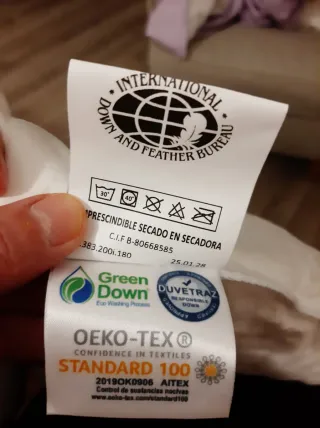 · INTERNATIONAL ·
DOWN AND FEATHER BUREAU
30° 40°
MPRESCINDIBLE SECADO EN SECADORA
C.I.F B-80668585
.383.200i.180 25.01.28
Green
Down
Eco Washing Process
DUVETRAZ
RESPONSIBLE
DOWN
OEKO-TEX®
CONFIDENCE IN TEXTILES
STANDARD 100
2019OK0906 AITEX
Control de sustancias nocivas
www.oeko-tex.com/standard100